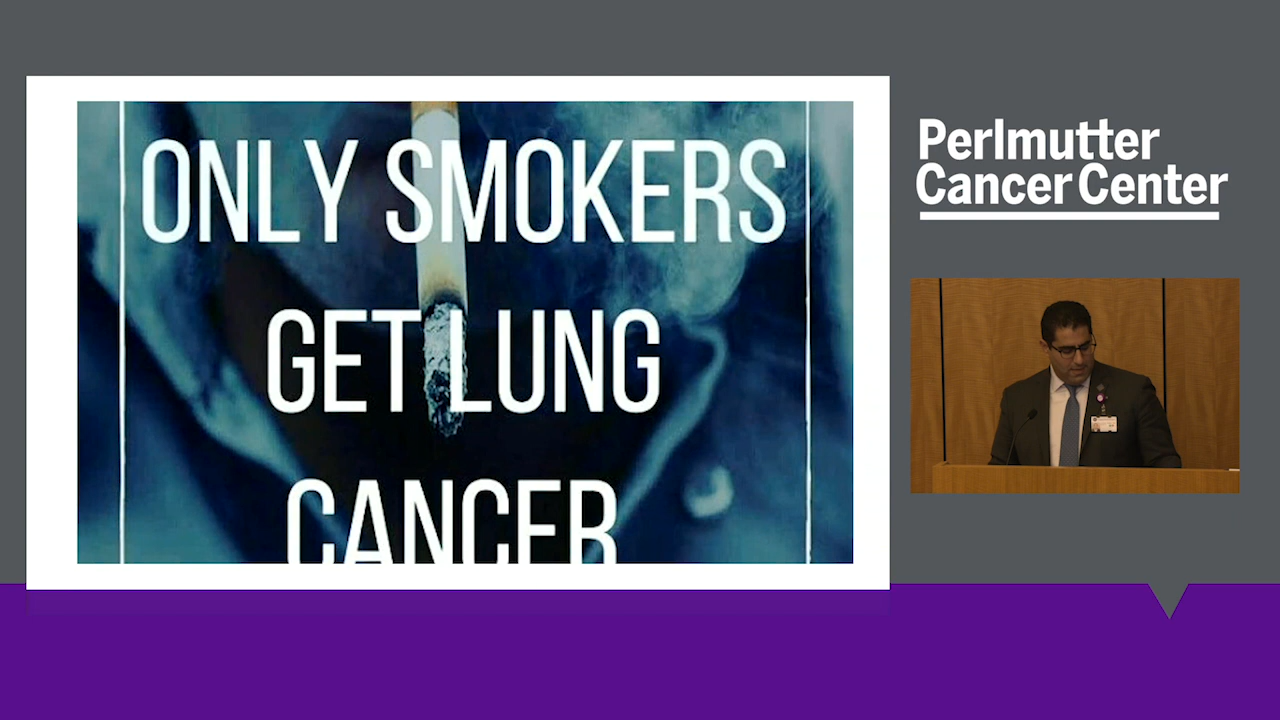 ONLY SMOKERS
GET LUNG
CANCER
Perlmutter
Cancer Center